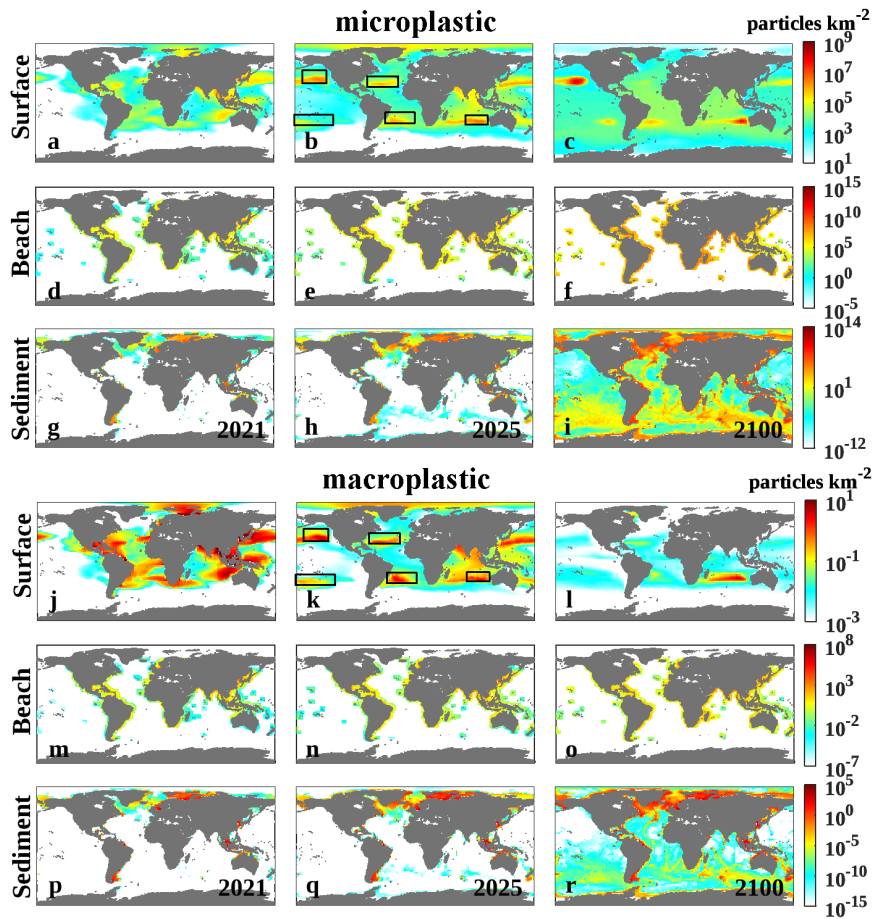 microplastic
particles km-2
Surface
a
b
c
10^9
10^7
10^5
10^3
10^1
Beach
d
e
f
10^15
10^10
10^5
10^0
10^-5
Sediment
g
2021
h
2025
i
2100
10^14
10^1
10^-12
macroplastic
particles km-2
Surface
j
k
l
10^1
10^-1
10^-3
Beach
m
n
o
10^8
10^3
10^-2
10^-7
Sediment
p
2021
q
2025
r
2100
10^5
10^0
10^-5
10^-10
10^-15